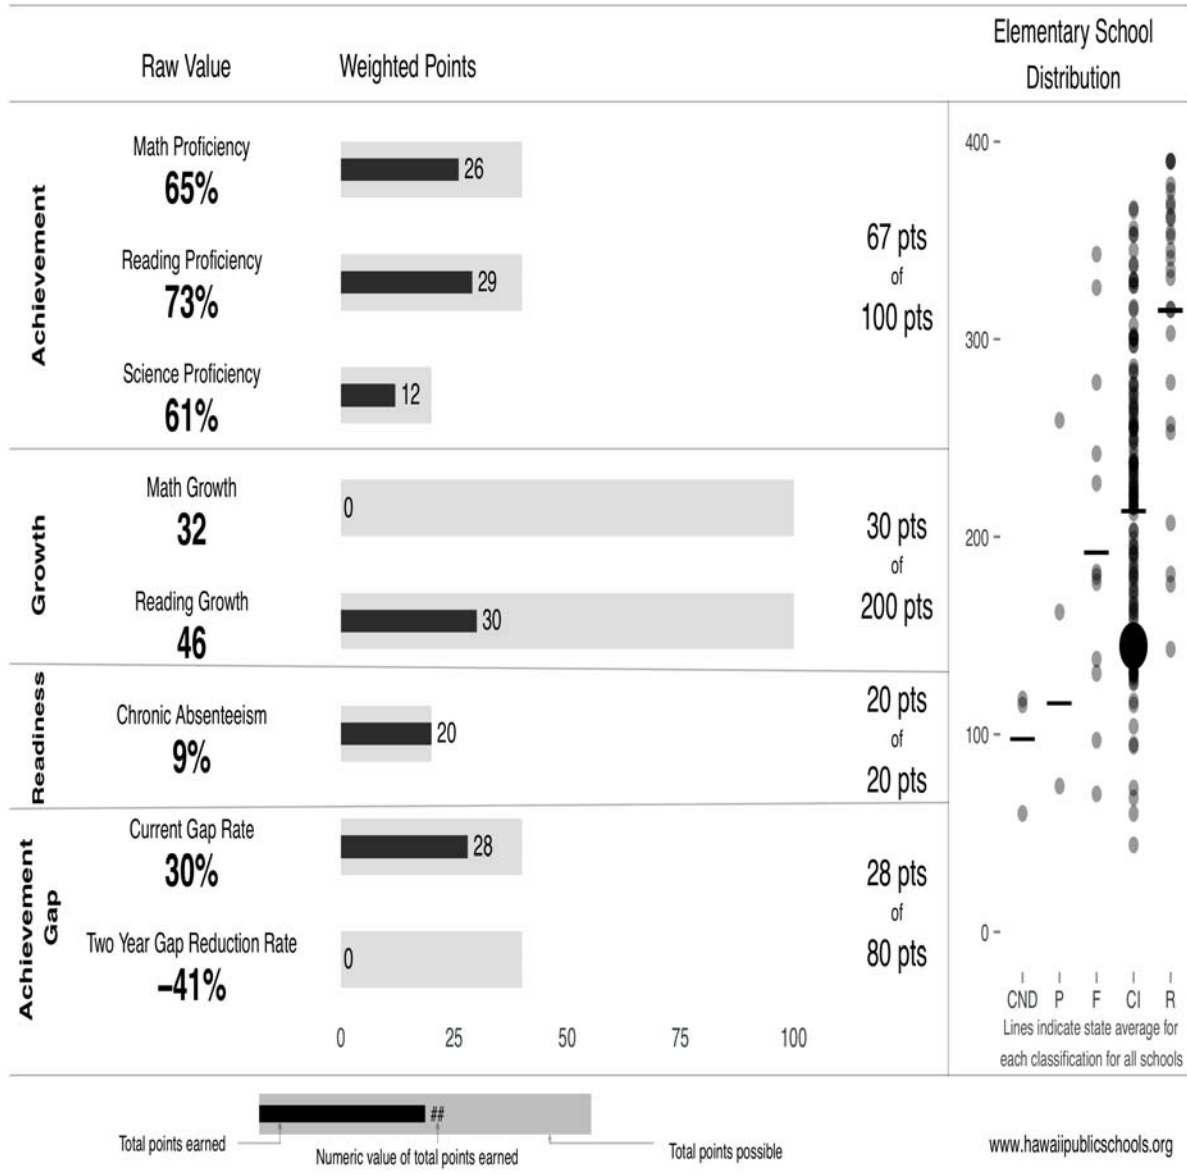 Raw Value
Weighted Points
Elementary School
Distribution
Achievement
Math Proficiency
65%
26
Reading Proficiency
73%
29
Science Proficiency
61%
12
67 pts
of
100 pts
Growth
Math Growth
32
0
Reading Growth
46
30
30 pts
of
200 pts
Readiness
Chronic Absenteeism
9%
20
20 pts
of
20 pts
Achievement
Gap
Current Gap Rate
30%
28
Two Year Gap Reduction Rate
–41%
0
28 pts
of
80 pts
0 25 50 75 100
400
300
200
100
0
CND P F CI R
Lines indicate state average for
each classification for all schools
##
Total points earned
Numeric value of total points earned
Total points possible
www.hawaiipublicschools.org